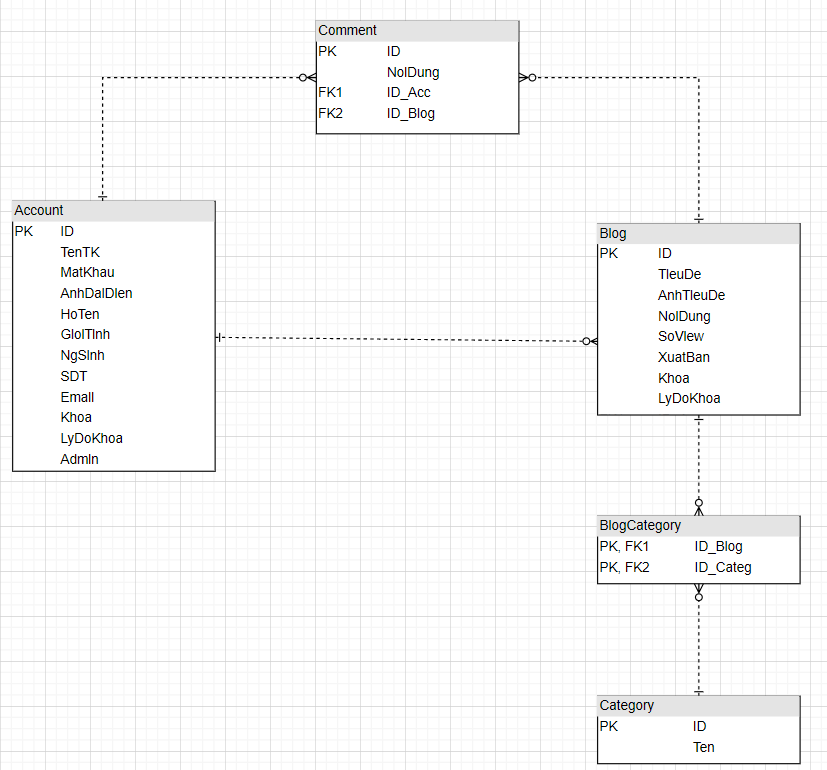 Comment
PK ID
NoIDung
FK1 ID_Acc
FK2 ID_Blog
Account
PK ID
TenTK
MatKhau
AnhDaIDIen
HoTen
GIoITInh
NgSInh
SDT
EmaIl
Khoa
LyDoKhoa
AdmIn
Blog
PK ID
TIeuDe
AnhTIeuDe
NoIDung
SoVIew
XuatBan
Khoa
LyDoKhoa
BlogCategory
PK, FK1 ID_Blog
PK, FK2 ID_Categ
Category
PK ID
Ten